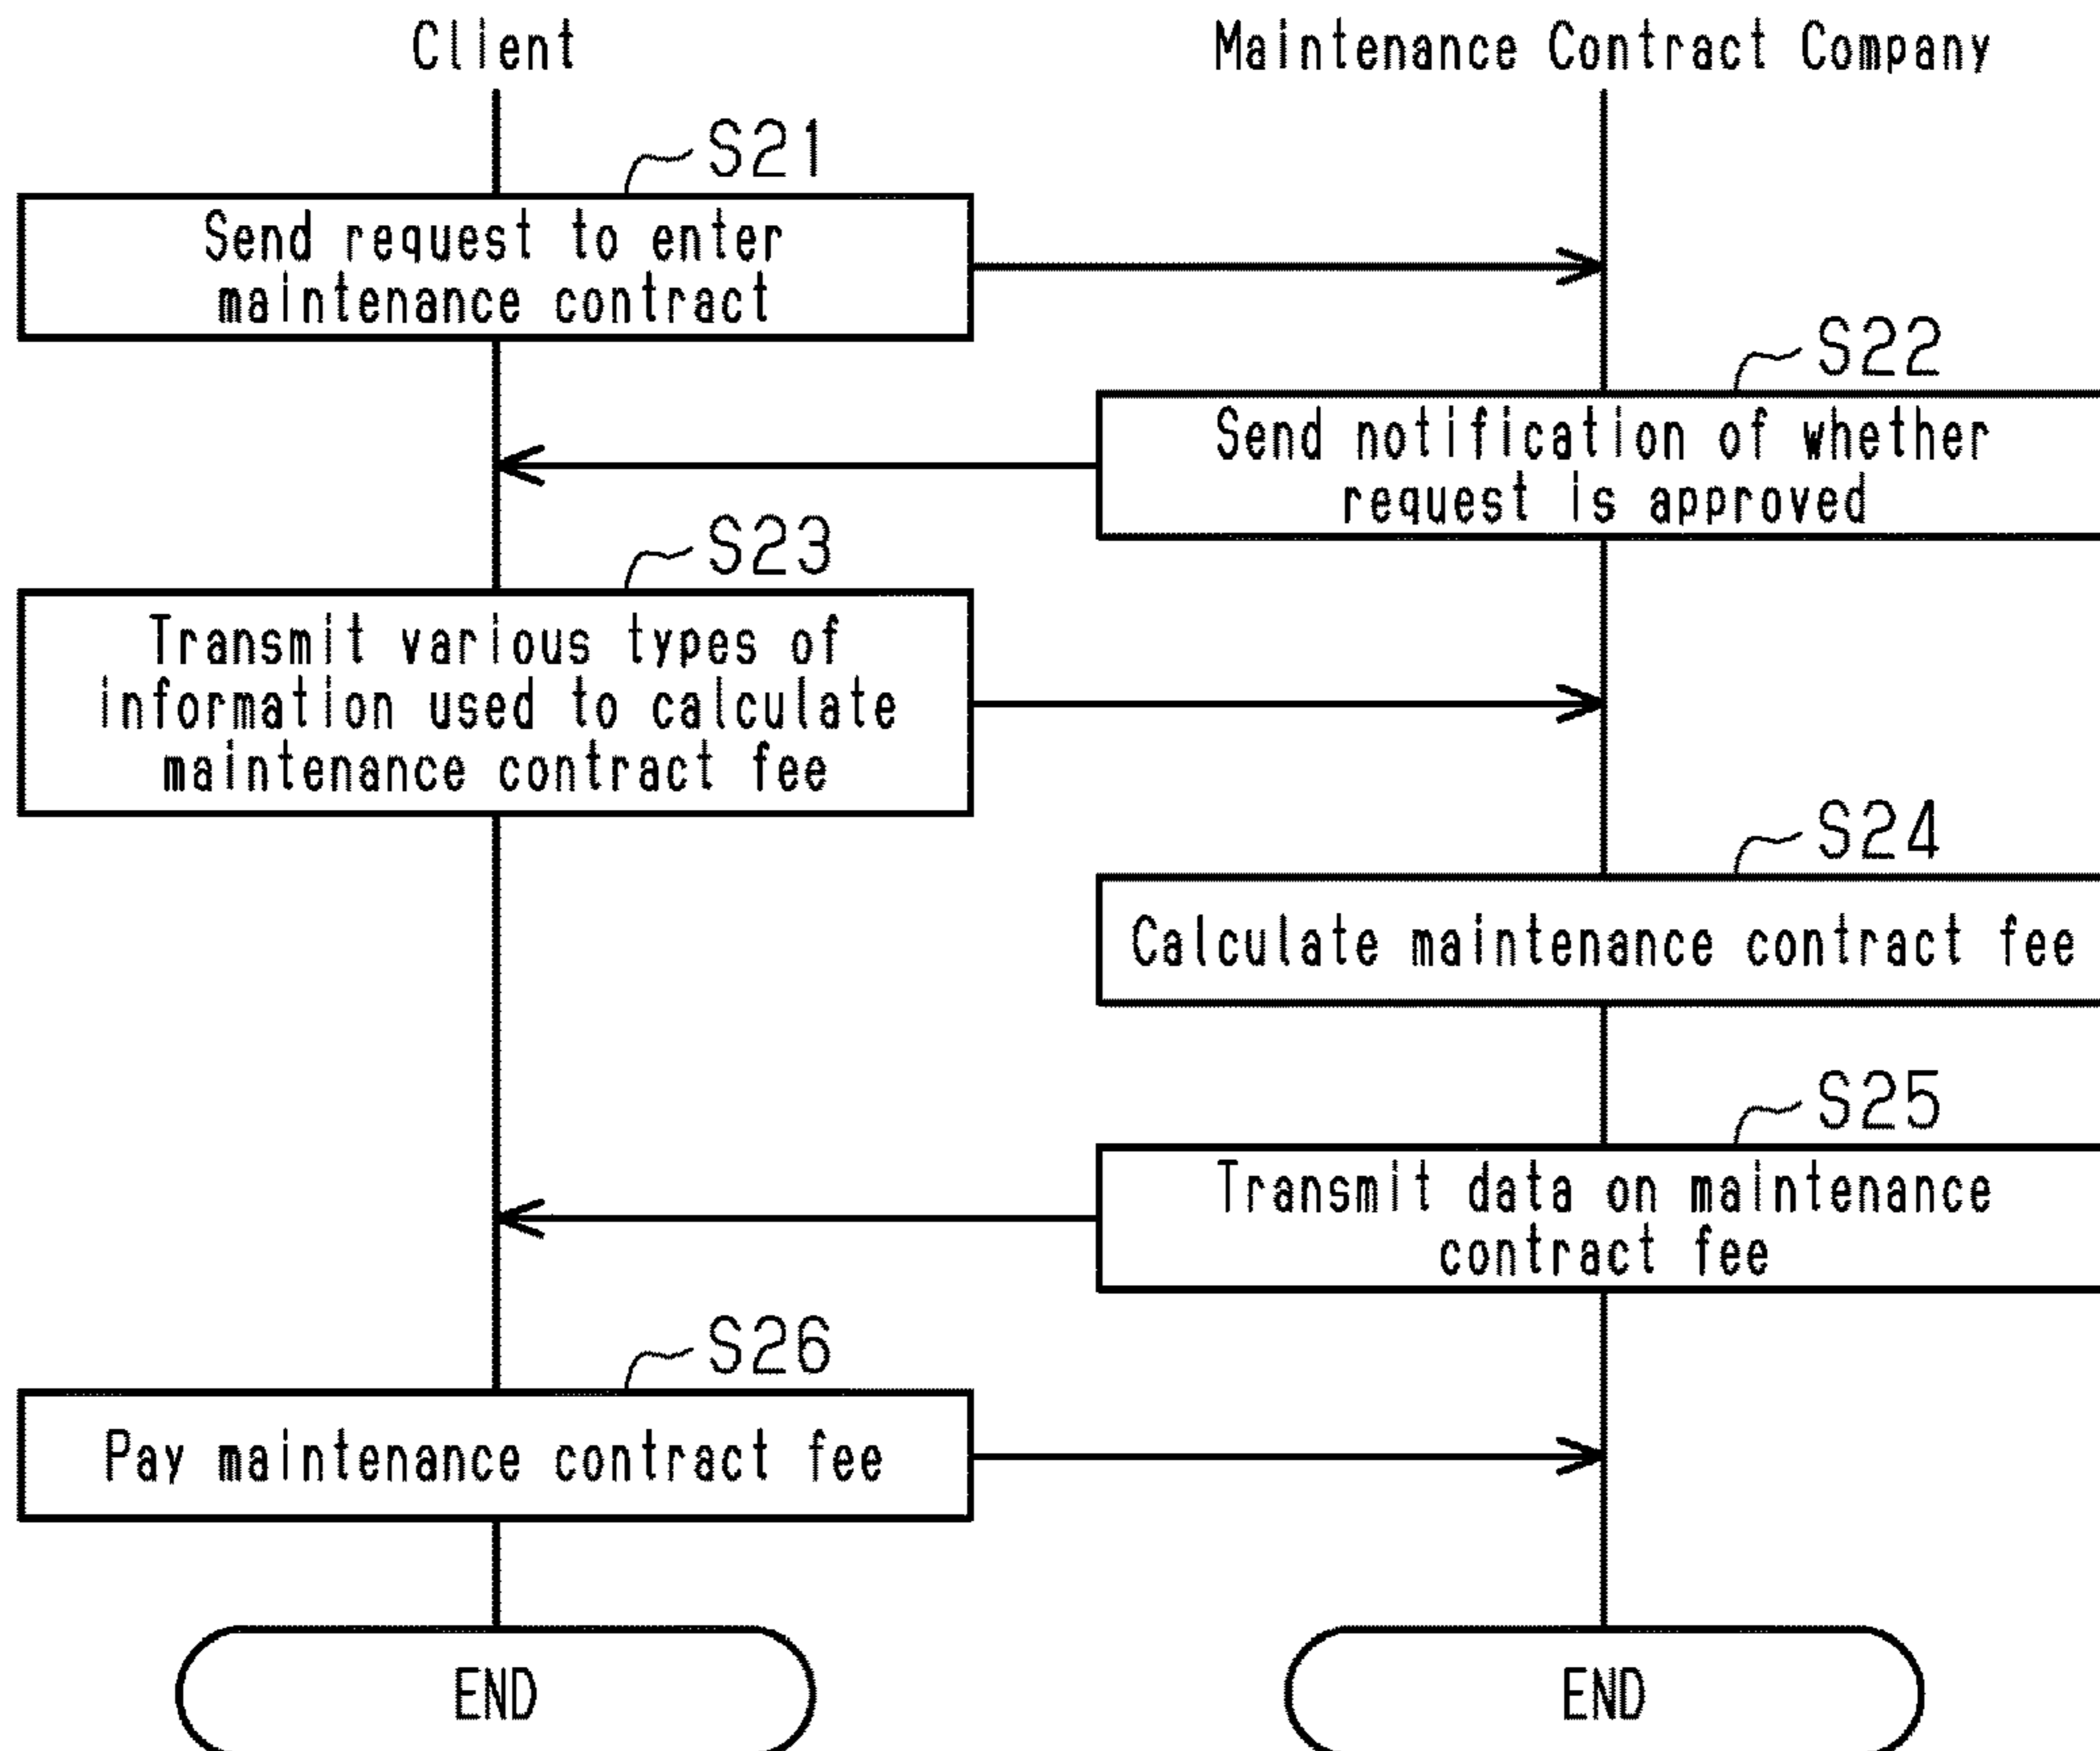 Client
Maintenance Contract Company
S21
Send request to enter
maintenance contract
S22
Send notification of whether
request is approved
S23
Transmit various types of
information used to calculate
maintenance contract fee
S24
Calculate maintenance contract fee
S25
Transmit data on maintenance
contract fee
S26
Pay maintenance contract fee
END
END